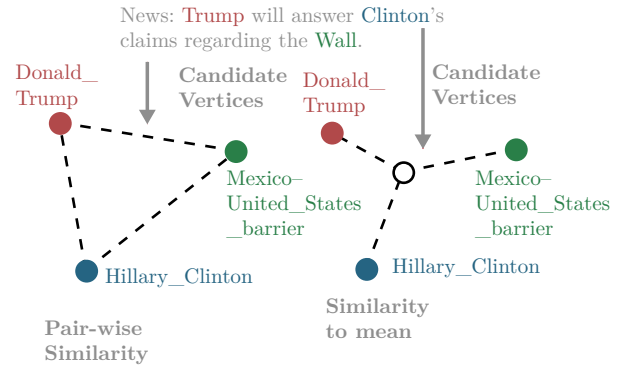 News: Trump will answer Clinton's
claims regarding the Wall.
Donald_
Trump
Candidate
Vertices
Mexico–
United_States
_barrier
Hillary_Clinton
Pair-wise
Similarity
Donald_
Trump
Candidate
Vertices
Mexico–
United_States
_barrier
Hillary_Clinton
Similarity
to mean